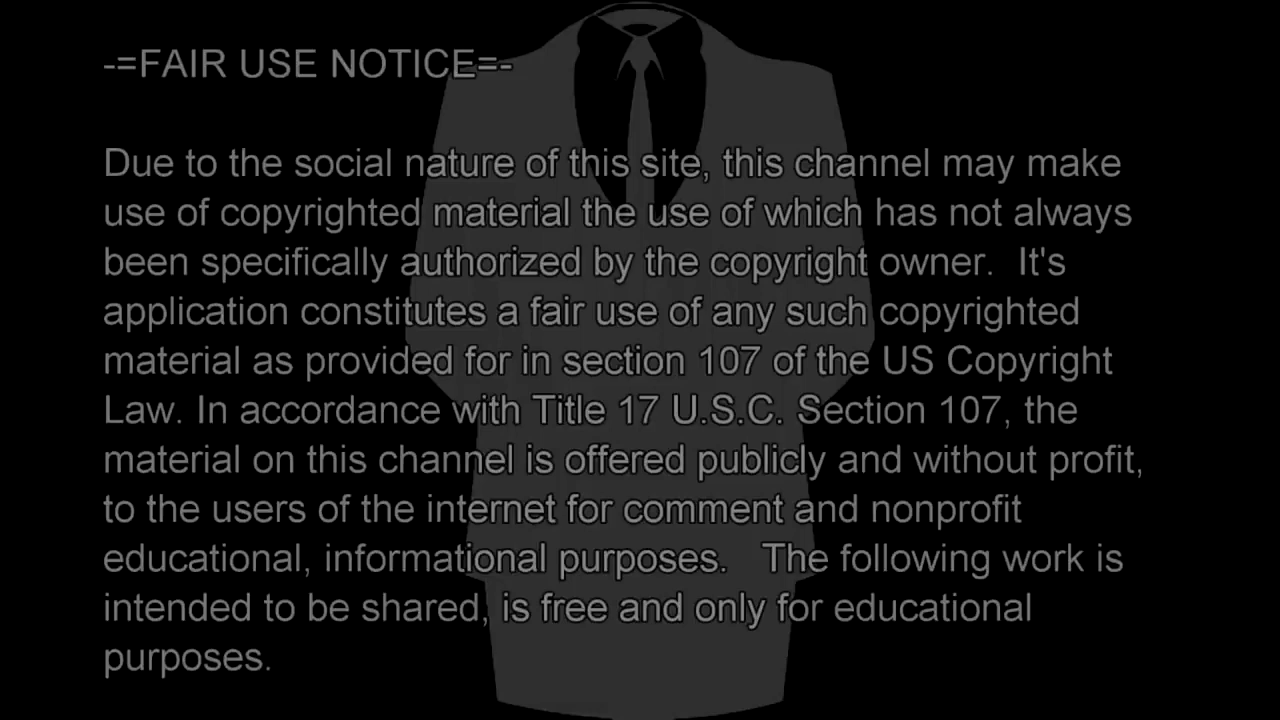 -=FAIR USE NOTICE=-
Due to the social nature of this site, this channel may make
use of copyrighted material the use of which has not always
been specifically authorized by the copyright owner.  It's
application constitutes a fair use of any such copyrighted
material as provided for in section 107 of the US Copyright
Law. In accordance with Title 17 U.S.C. Section 107, the
material on this channel is offered publicly and without profit,
to the users of the internet for comment and nonprofit
educational, informational purposes.   The following work is
intended to be shared, is free and only for educational
purposes.